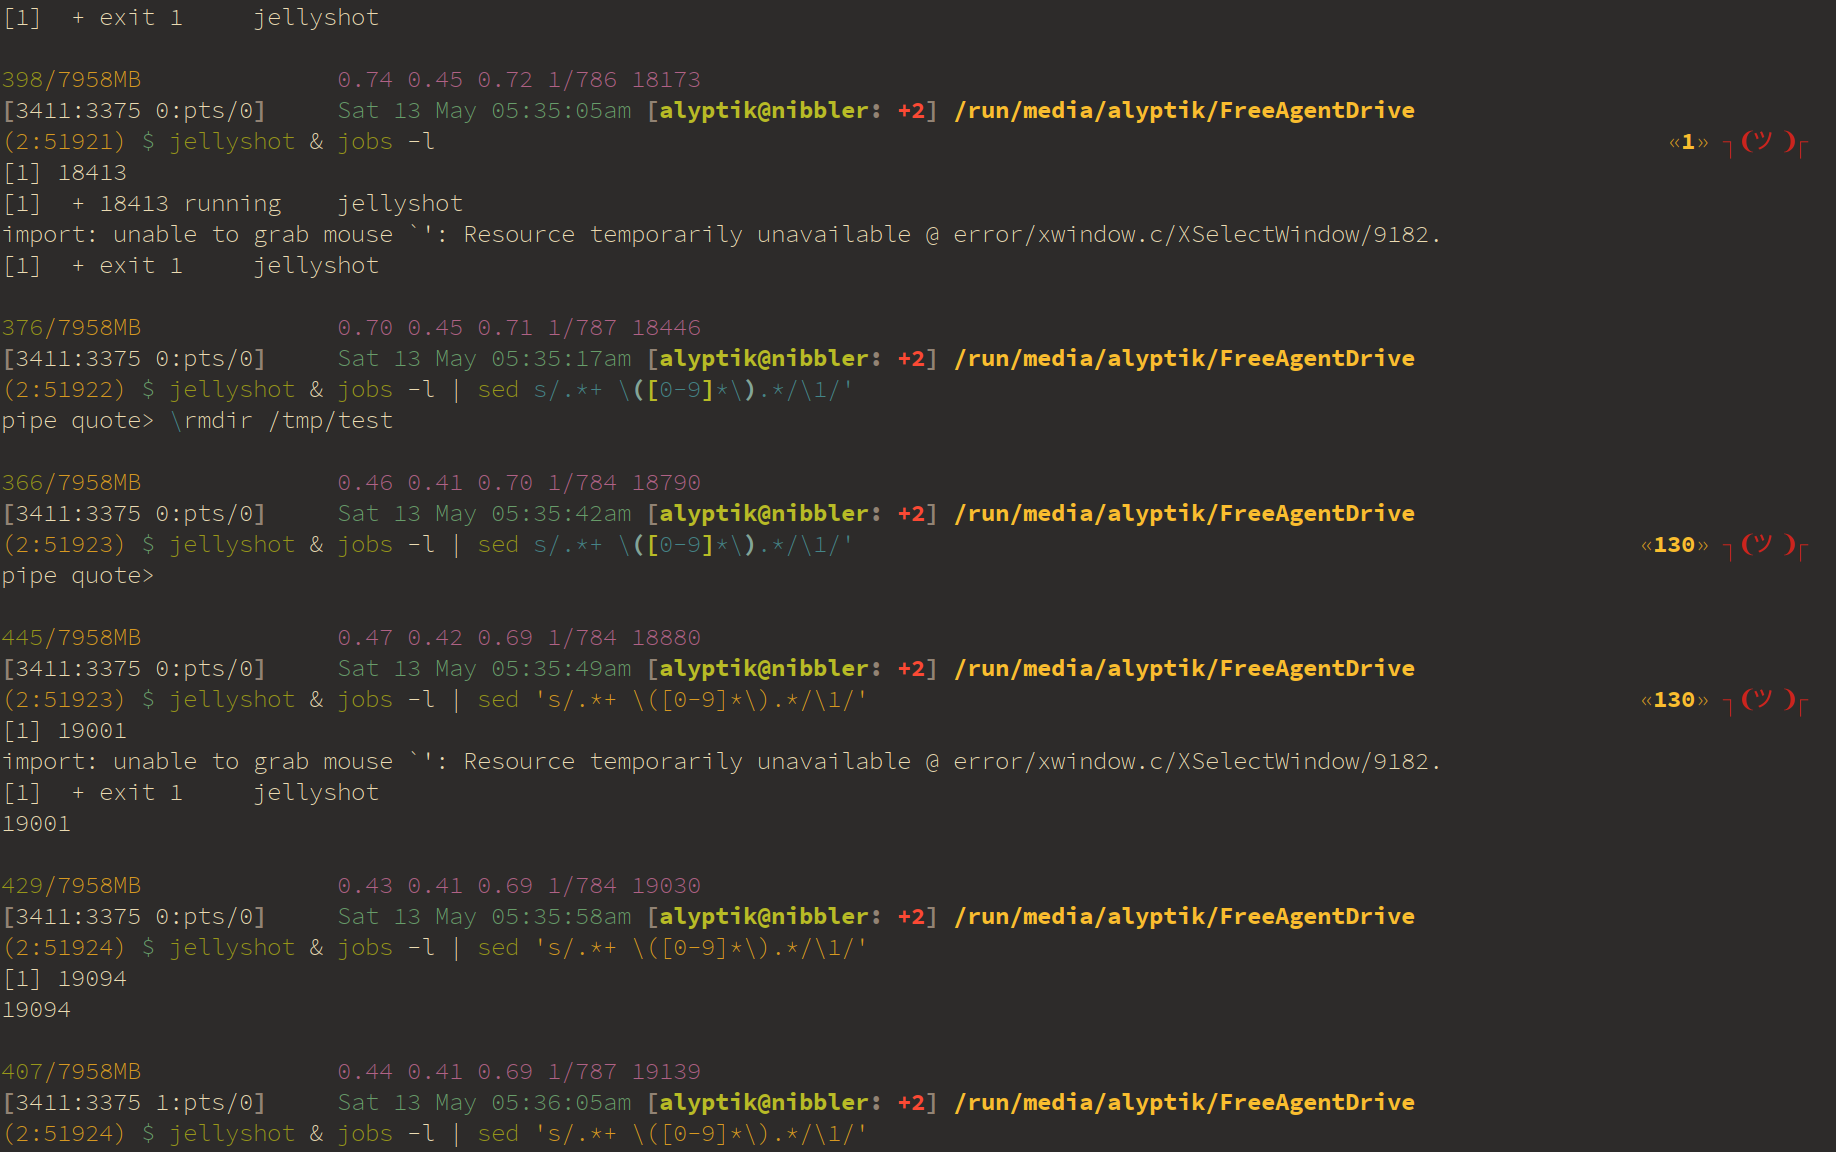 [1]  + exit 1     jellyshot
398/7958MB              0.74 0.45 0.72 1/786 18173
[3411:3375 0:pts/0]     Sat 13 May 05:35:05am [alyptik@nibbler: +2] /run/media/alyptik/FreeAgentDrive
(2:51921) $ jellyshot & jobs -l «1» ┐(ツ )┌
[1] 18413
[1]  + 18413 running    jellyshot
import: unable to grab mouse `': Resource temporarily unavailable @ error/xwindow.c/XSelectWindow/9182.
[1]  + exit 1     jellyshot
376/7958MB              0.70 0.45 0.71 1/787 18446
[3411:3375 0:pts/0]     Sat 13 May 05:35:17am [alyptik@nibbler: +2] /run/media/alyptik/FreeAgentDrive
(2:51922) $ jellyshot & jobs -l | sed s/.*+ \([0-9]*\).*/\1/'
pipe quote> \rmdir /tmp/test
366/7958MB              0.46 0.41 0.70 1/784 18790
[3411:3375 0:pts/0]     Sat 13 May 05:35:42am [alyptik@nibbler: +2] /run/media/alyptik/FreeAgentDrive
(2:51923) $ jellyshot & jobs -l | sed s/.*+ \([0-9]*\).*/\1/' «130» ┐(ツ )┌
pipe quote>
445/7958MB              0.47 0.42 0.69 1/784 18880
[3411:3375 0:pts/0]     Sat 13 May 05:35:49am [alyptik@nibbler: +2] /run/media/alyptik/FreeAgentDrive
(2:51923) $ jellyshot & jobs -l | sed 's/.*+ \([0-9]*\).*/\1/' «130» ┐(ツ )┌
[1] 19001
import: unable to grab mouse `': Resource temporarily unavailable @ error/xwindow.c/XSelectWindow/9182.
[1]  + exit 1     jellyshot
19001
429/7958MB              0.43 0.41 0.69 1/784 19030
[3411:3375 0:pts/0]     Sat 13 May 05:35:58am [alyptik@nibbler: +2] /run/media/alyptik/FreeAgentDrive
(2:51924) $ jellyshot & jobs -l | sed 's/.*+ \([0-9]*\).*/\1/'
[1] 19094
19094
407/7958MB              0.44 0.41 0.69 1/787 19139
[3411:3375 1:pts/0]     Sat 13 May 05:36:05am [alyptik@nibbler: +2] /run/media/alyptik/FreeAgentDrive
(2:51924) $ jellyshot & jobs -l | sed 's/.*+ \([0-9]*\).*/\1/'